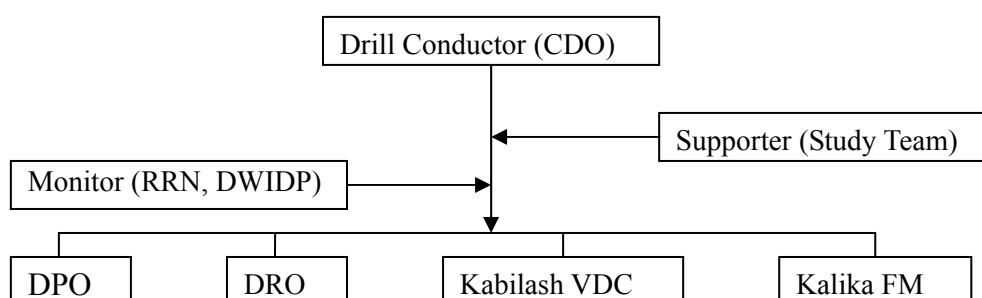 Drill Conductor (CDO)
Supporter (Study Team)
Monitor (RRN, DWIDP)
DPO
DRO
Kabilash VDC
Kalika FM